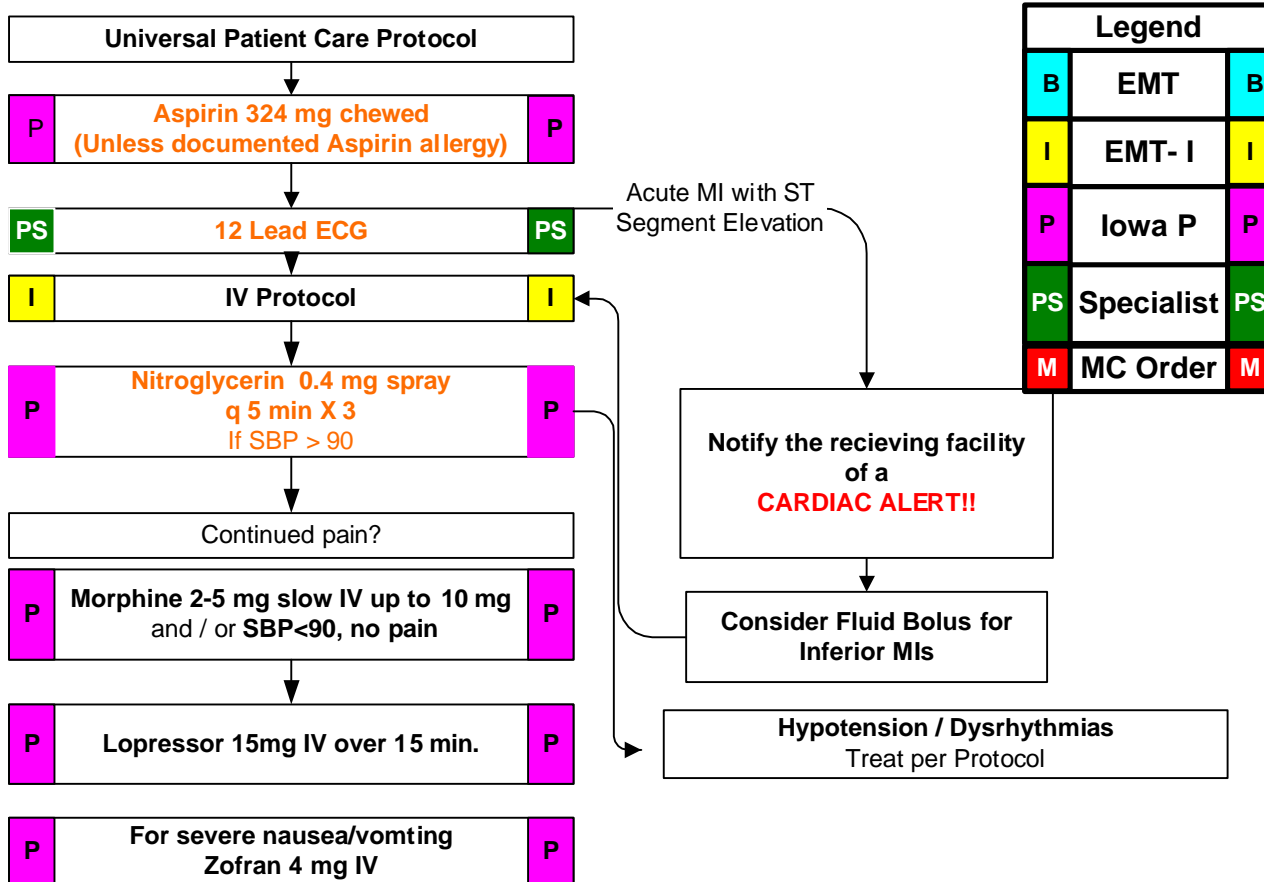 Universal Patient Care Protocol
P Aspirin 324 mg chewed P
(Unless documented Aspirin allergy)
PS 12 Lead ECG PS
I IV Protocol I
P Nitroglycerin 0.4 mg spray P
q 5 min X 3
If SBP > 90
Continued pain?
P Morphine 2-5 mg slow IV up to 10 mg P
and / or SBP<90, no pain
P Lopressor 15mg IV over 15 min. P
P For severe nausea/vomting P
Zofran 4 mg IV
Acute MI with ST
Segment Elevation
Notify the recieving facility
of a
CARDIAC ALERT!!
Consider Fluid Bolus for
Inferior MIs
Hypotension / Dysrhythmias
Treat per Protocol
Legend
B EMT B
I EMT- I I
P Iowa P P
PS Specialist PS
M MC Order M